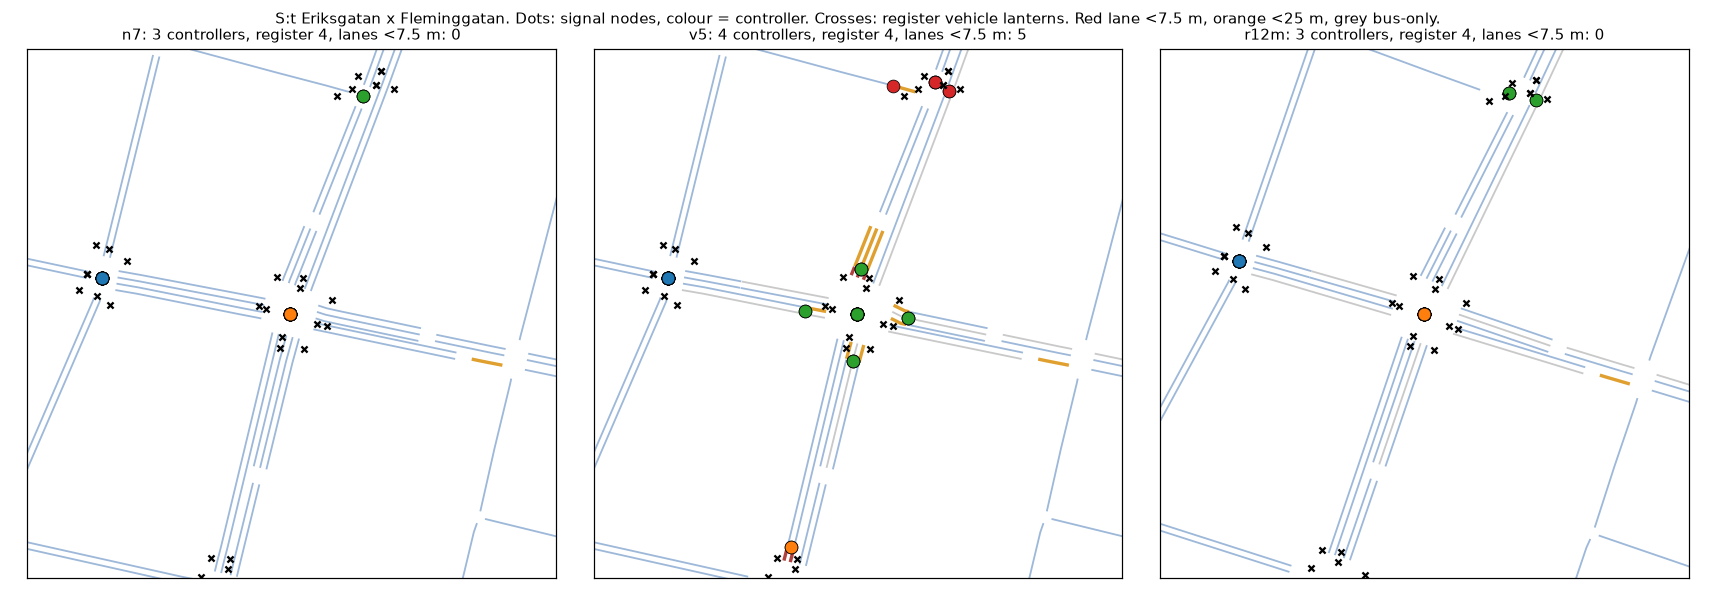 S:t Eriksgatan x Fleminggatan. Dots: signal nodes, colour = controller. Crosses: register vehicle lanterns. Red lane <7.5 m, orange <25 m, grey bus-only.
n7: 3 controllers, register 4, lanes <7.5 m: 0
v5: 4 controllers, register 4, lanes <7.5 m: 5
r12m: 3 controllers, register 4, lanes <7.5 m: 0